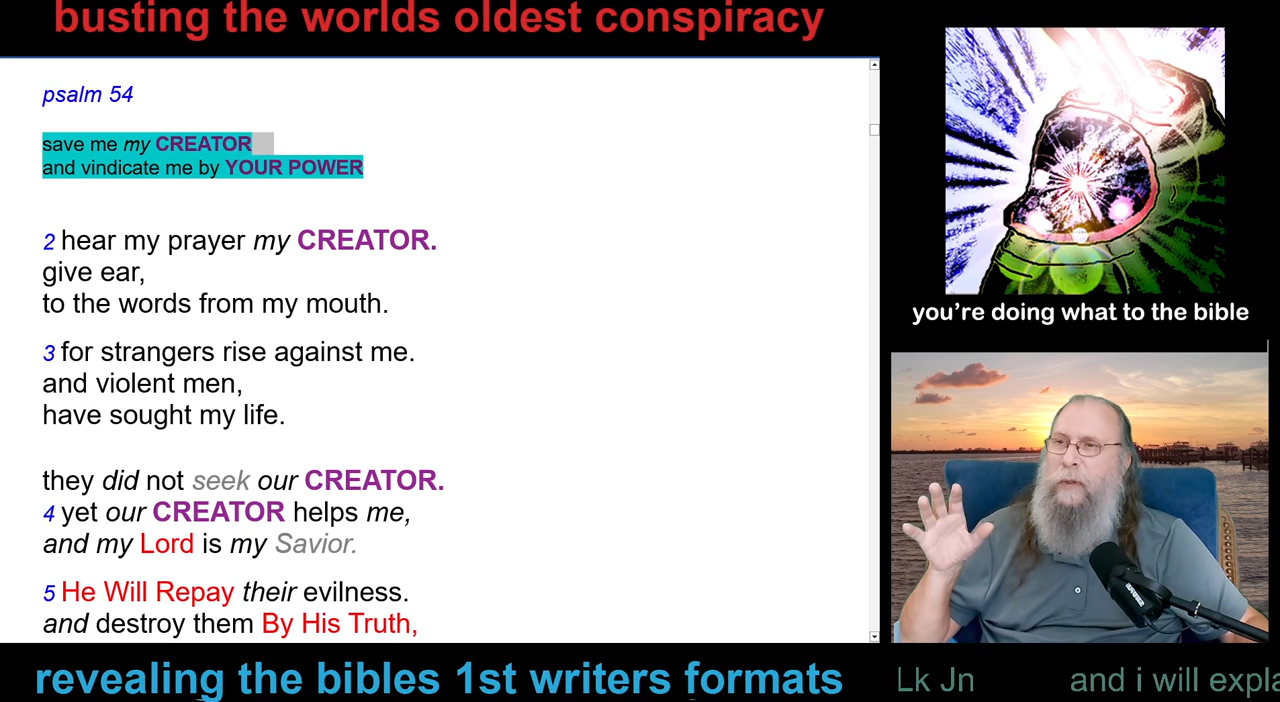 busting the worlds oldest conspiracy
psalm 54
save me my CREATOR
and vindicate me by YOUR POWER
2 hear my prayer my CREATOR.
give ear,
to the words from my mouth.
3 for strangers rise against me.
and violent men,
have sought my life.
they did not seek our CREATOR.
4 yet our CREATOR helps me,
and my Lord is my Savior.
5 He Will Repay their evilness.
and destroy them By His Truth,
you're doing what to the bible
revealing the bibles 1st writers formats
Lk Jn and i will expla